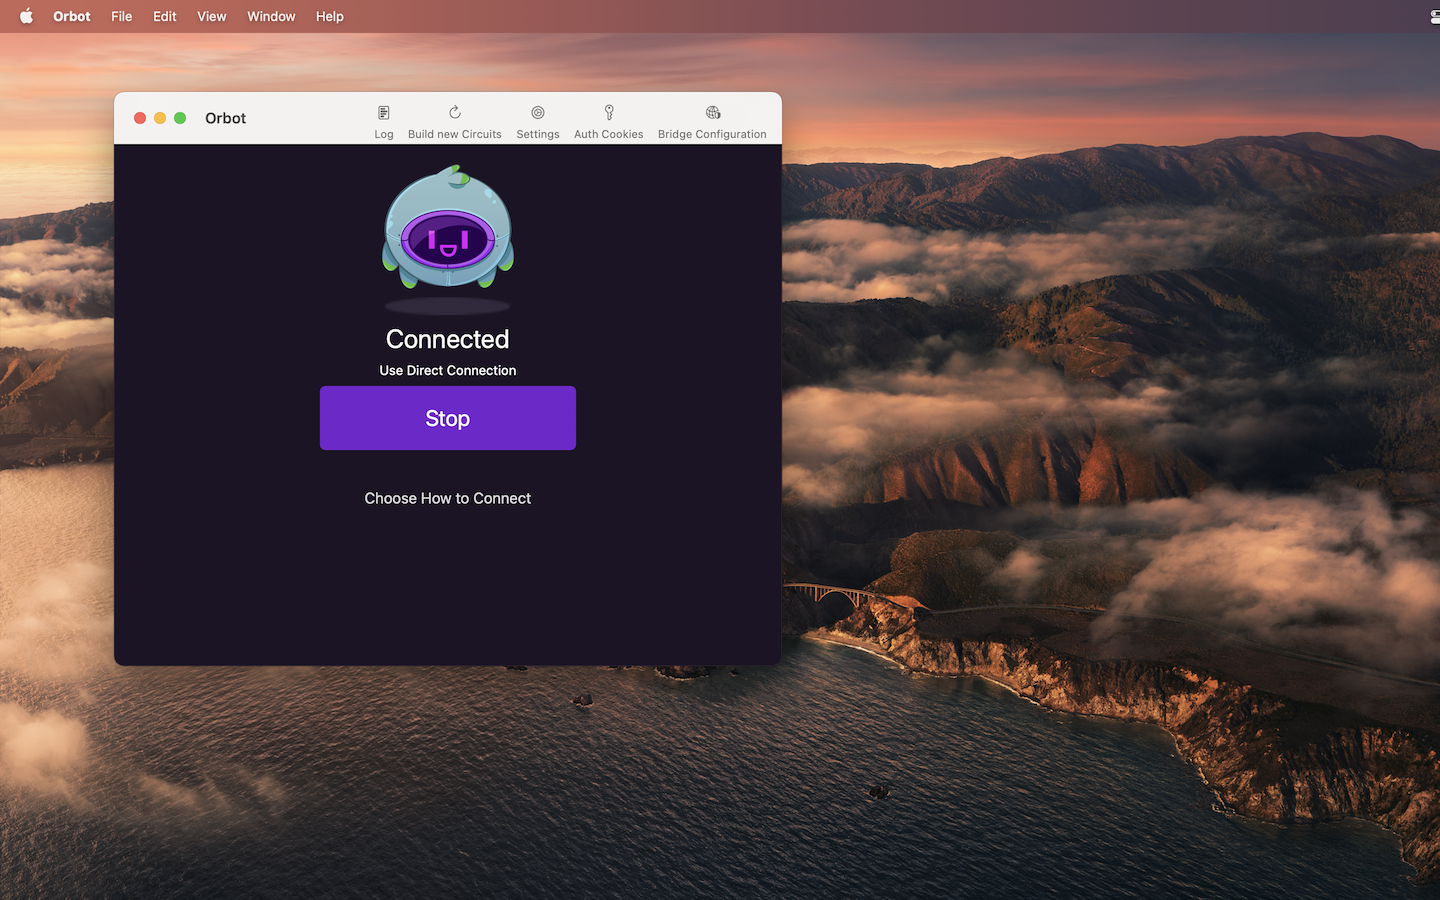 Orbot File Edit View Window Help
Orbot
Log Build new Circuits Settings Auth Cookies Bridge Configuration
Connected
Use Direct Connection
Stop
Choose How to Connect